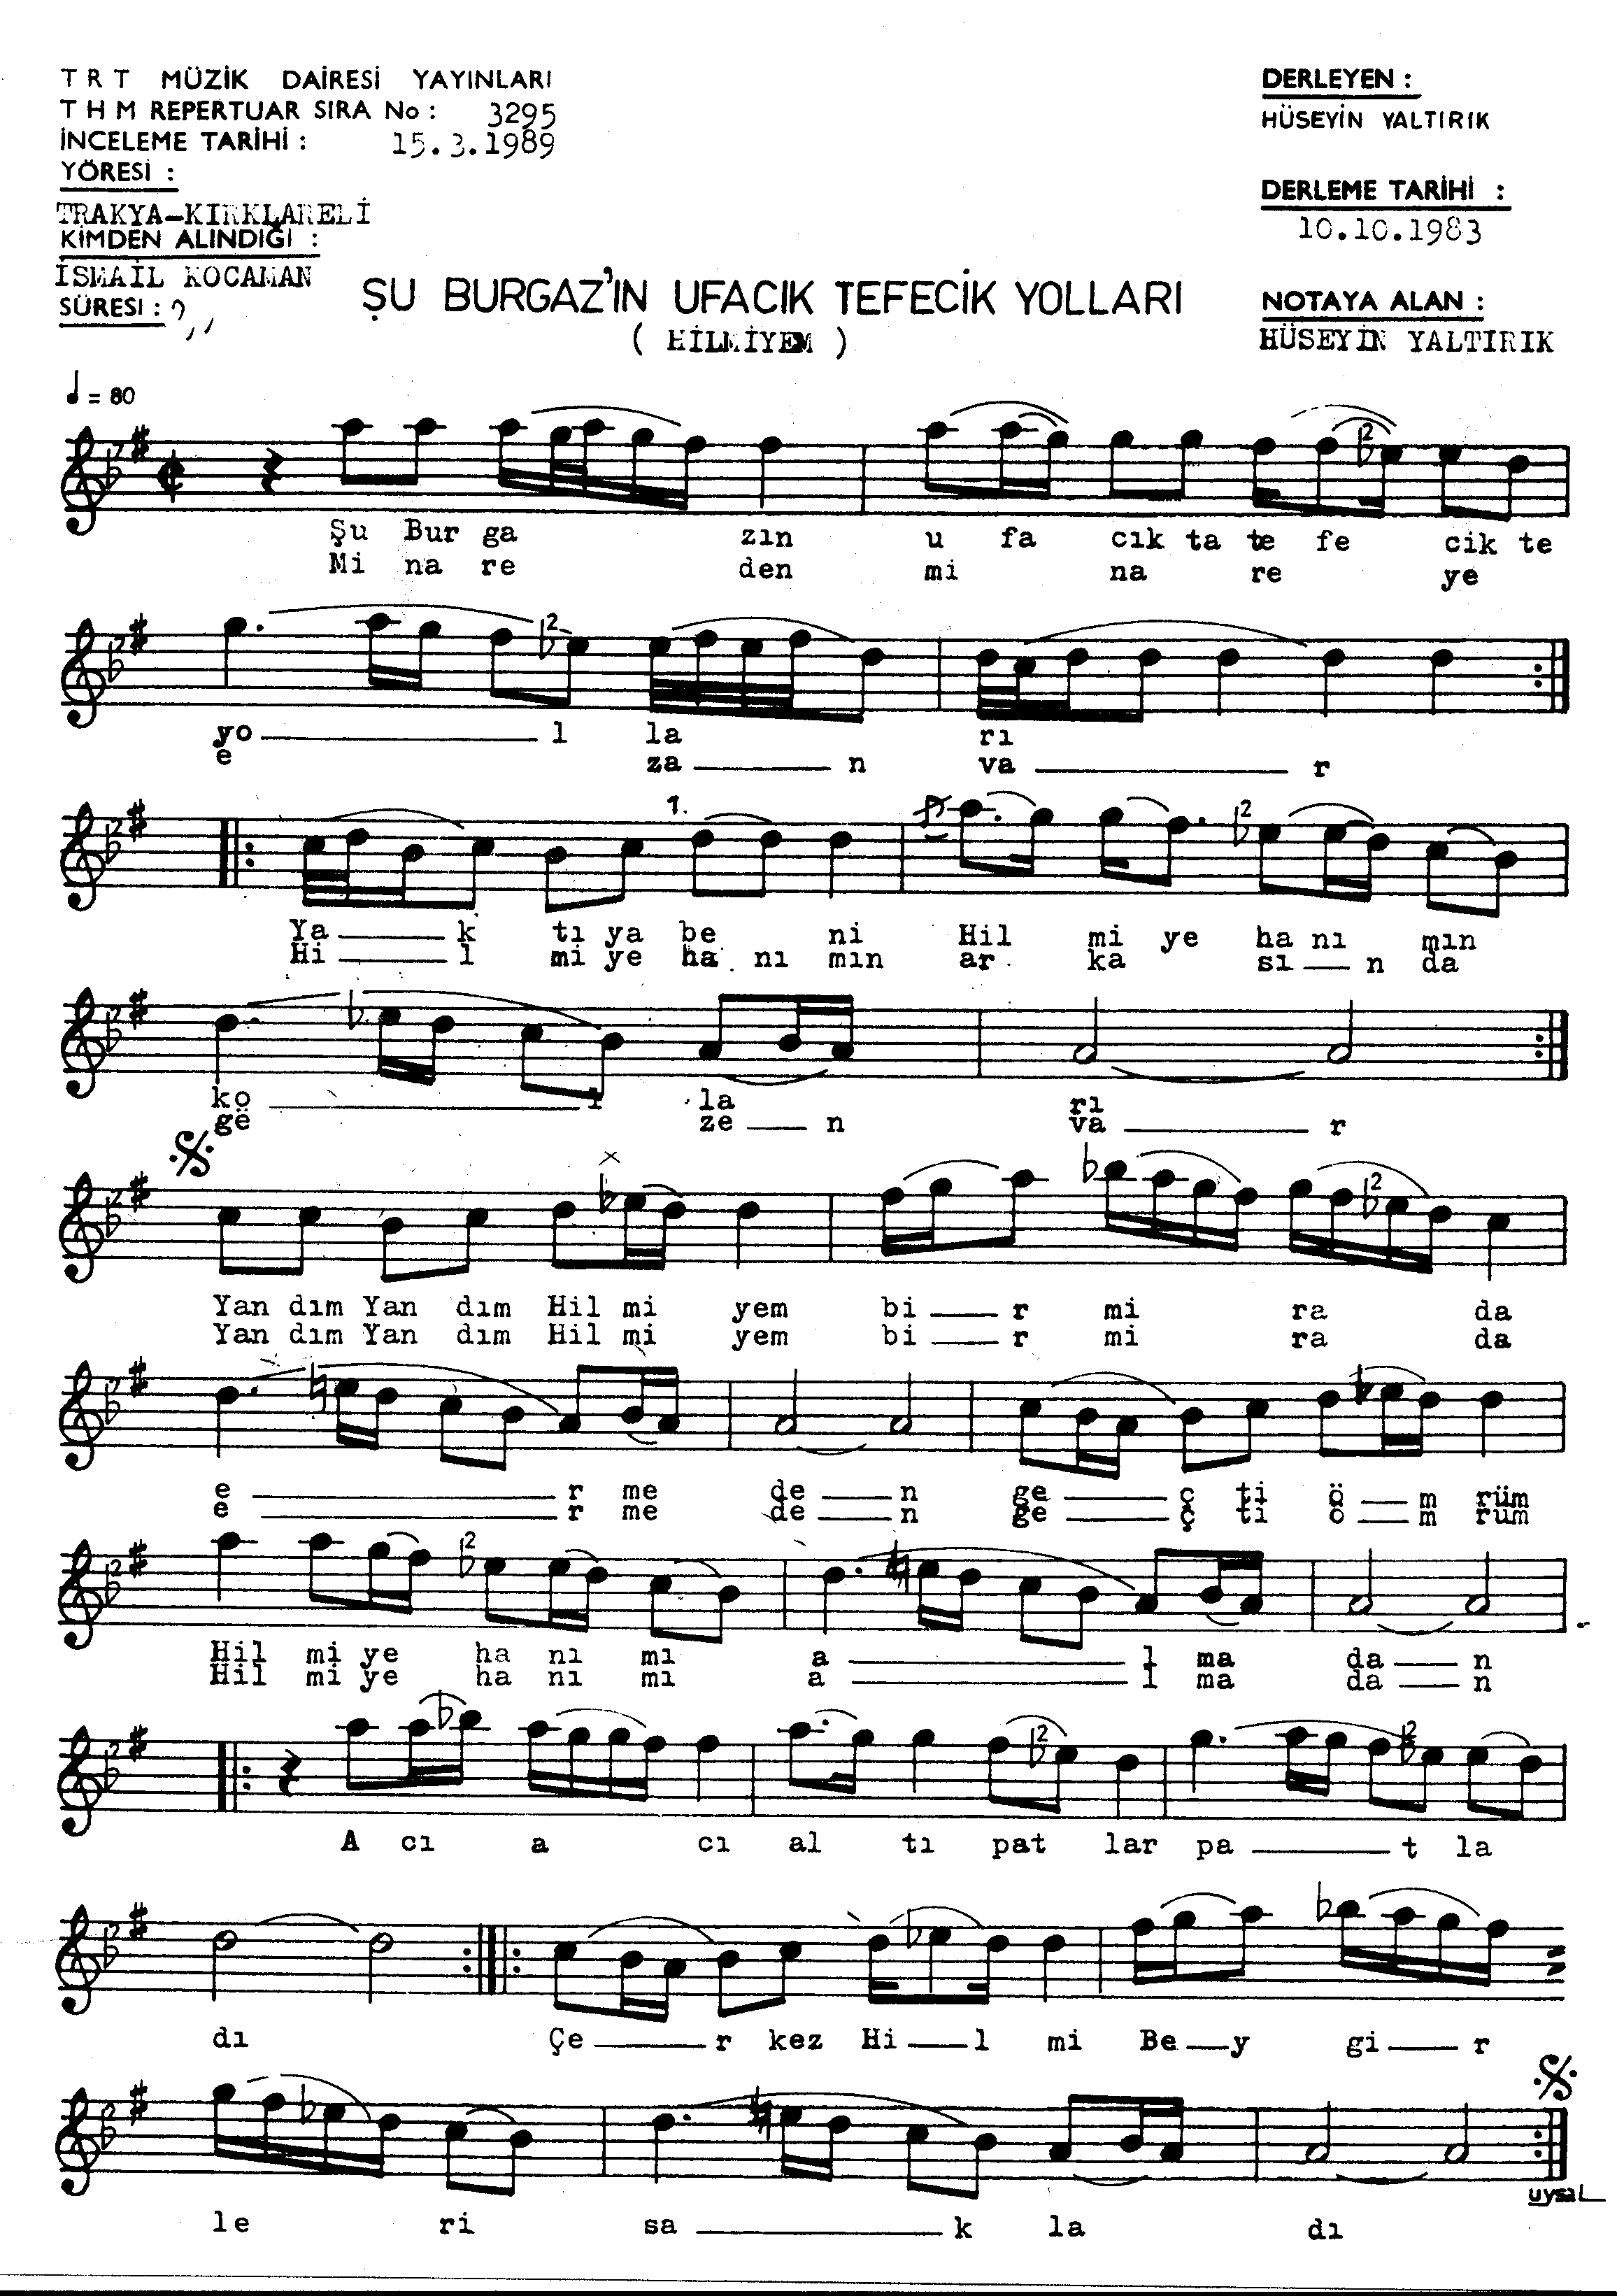 TRT MÜZİK DAİRESİ YAYINLARI
THM REPERTUAR SIRA No : 3295
İNCELEME TARİHİ : 15.3.1989
YÖRESİ :
TRAKYA-KIRKLARELİ
KİMDEN ALINDIĞI :
İSMAİL KOCAMAN
SÜRESİ :
DERLEYEN :
HÜSEYİN YALTIRIK
DERLEME TARİHİ :
10.10.1983
NOTAYA ALAN :
HÜSEYİN YALTIRIK
ŞU BURGAZ'IN UFACIK TEFECİK YOLLARI
( HİLMİYEM )
= 80
Şu Bur ga zın u fa cık ta te fe cik te
Mi na re den mi na re ye
yo l la rı
e za n va r
1.
Ya k tı ya be ni Hil mi ye ha nı mın
Hi l mi ye ha nı mın ar ka sı n da
ko l la rı
ge ze n va r
Yan dım Yan dım Hil mi yem bi r mi ra da
Yan dım Yan dım Hil mi yem bi r mi ra da
e r me de n ge ç ti ö m rüm
e r me de n ge ç ti ö m rüm
Hil mi ye ha nı mı a l ma da n
Hil mi ye ha nı mı a l ma da n
A cı a cı al tı pat lar pa t la
dı Çe r kez Hi l mi Be y gi r
le ri sa k la dı
uysal